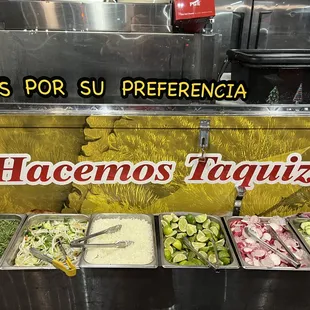 S POR SU PREFERENCIA
Hacemos Taquiz